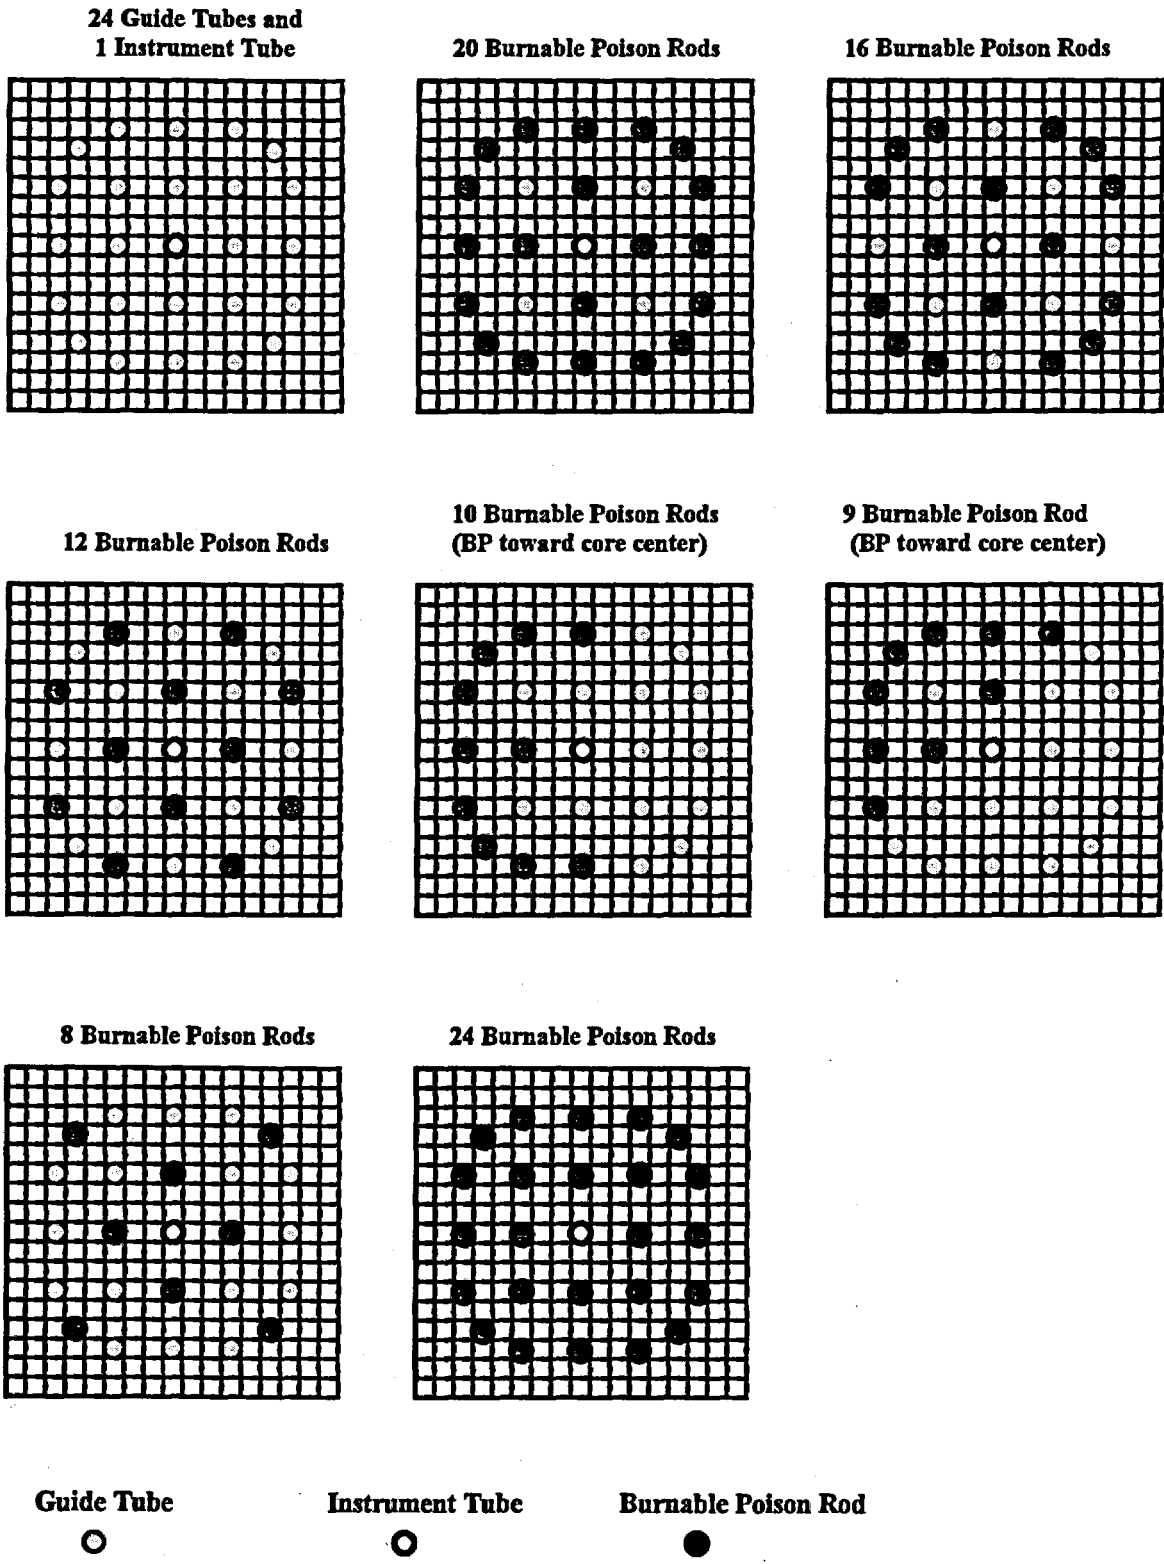 24 Guide Tubes and
1 Instrument Tube
20 Burnable Poison Rods
16 Burnable Poison Rods
12 Burnable Poison Rods
10 Burnable Poison Rods
(BP toward core center)
9 Burnable Poison Rod
(BP toward core center)
8 Burnable Poison Rods
24 Burnable Poison Rods
Guide Tube
Instrument Tube
Burnable Poison Rod